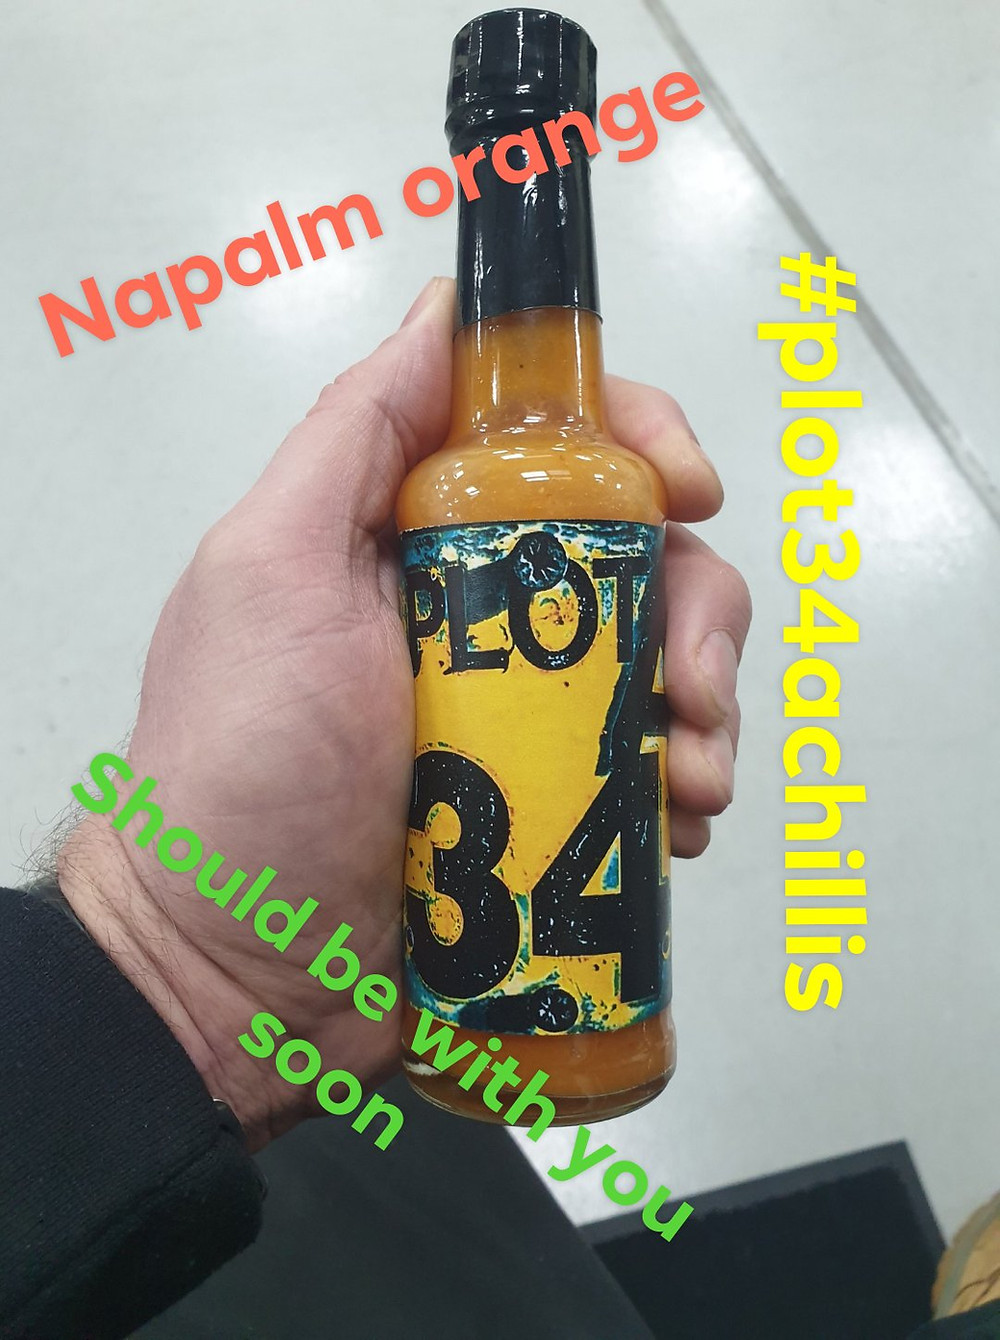 Napalm orange
#plot34achillis
PLOT
34
A
should be with you
soon